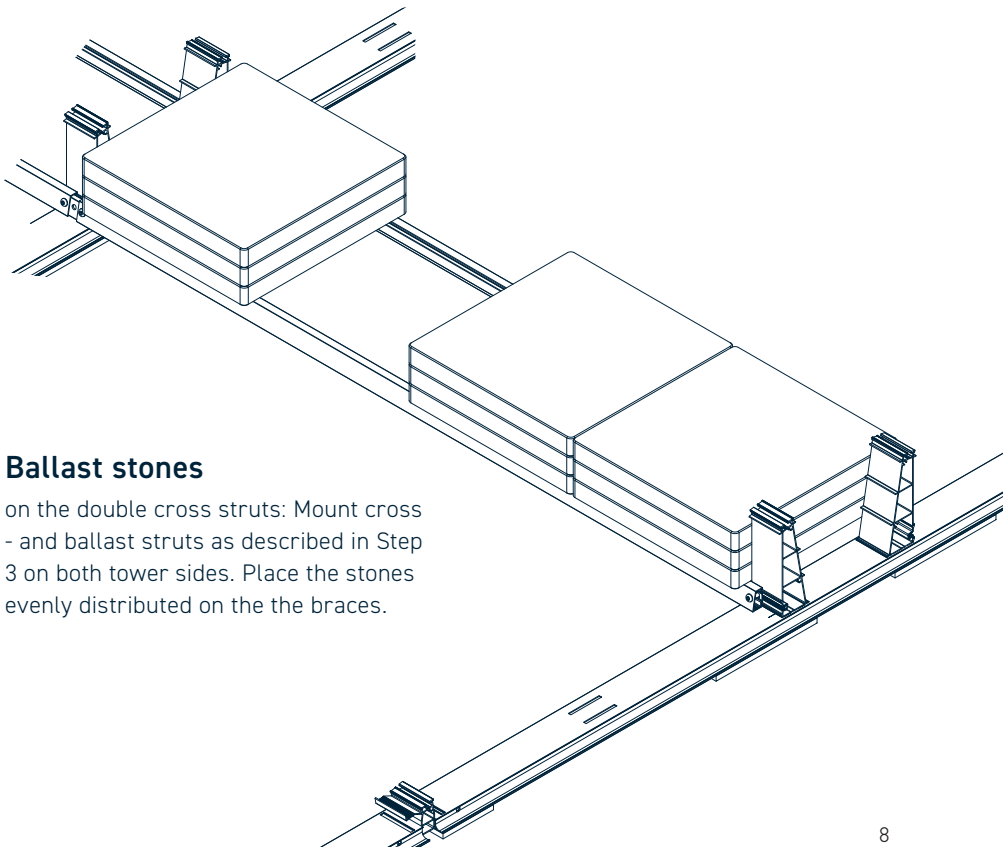 Ballast stones
on the double cross struts: Mount cross
- and ballast struts as described in Step
3 on both tower sides. Place the stones
evenly distributed on the the braces.
8